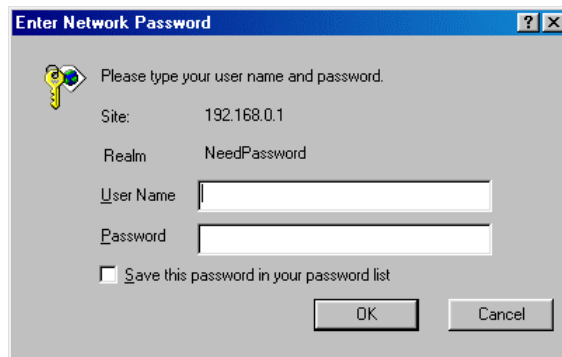 Enter Network Password
Please type your user name and password.
Site: 192.168.0.1
Realm NeedPassword
User Name
Password
Save this password in your password list
OK Cancel